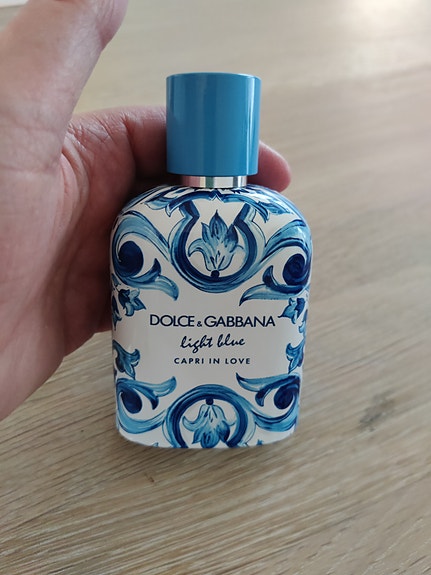 DOLCE & GABBANA
light blue
CAPRI IN LOVE